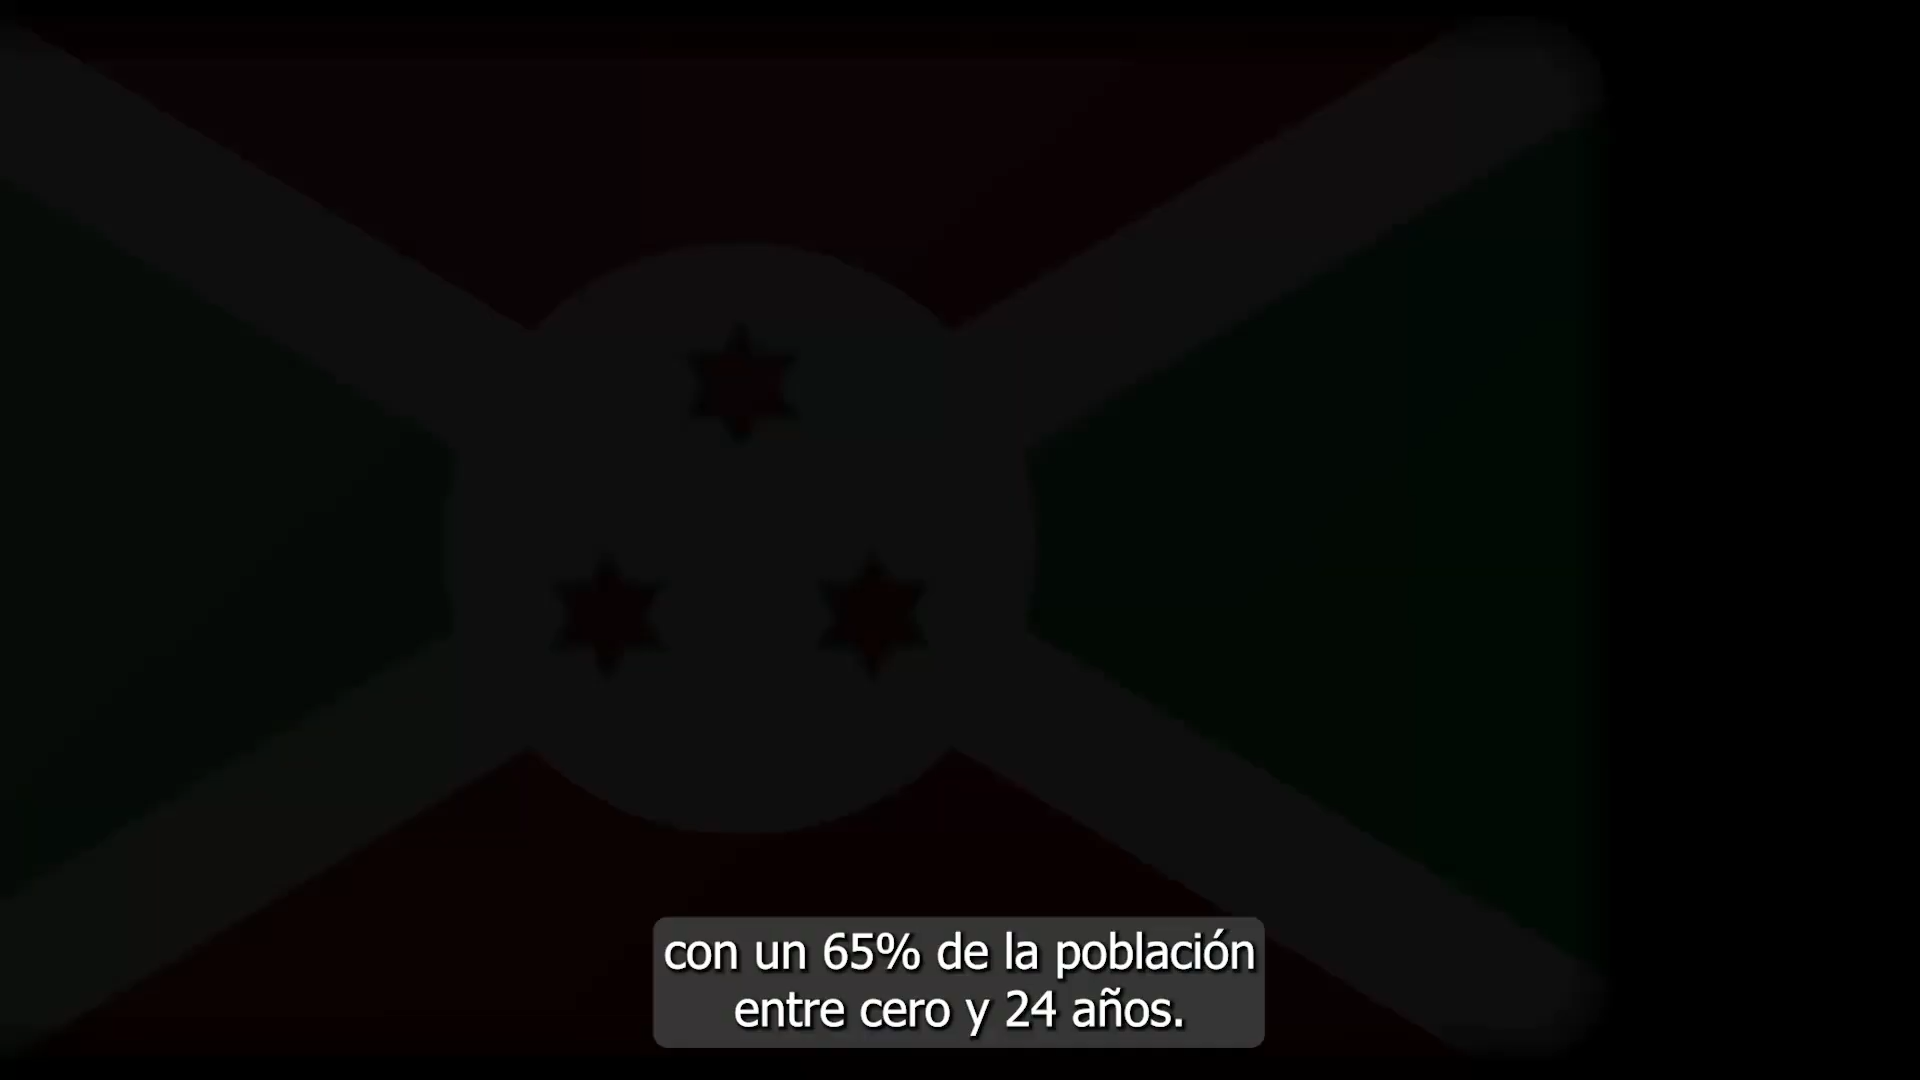 con un 65% de la población
entre cero y 24 años.